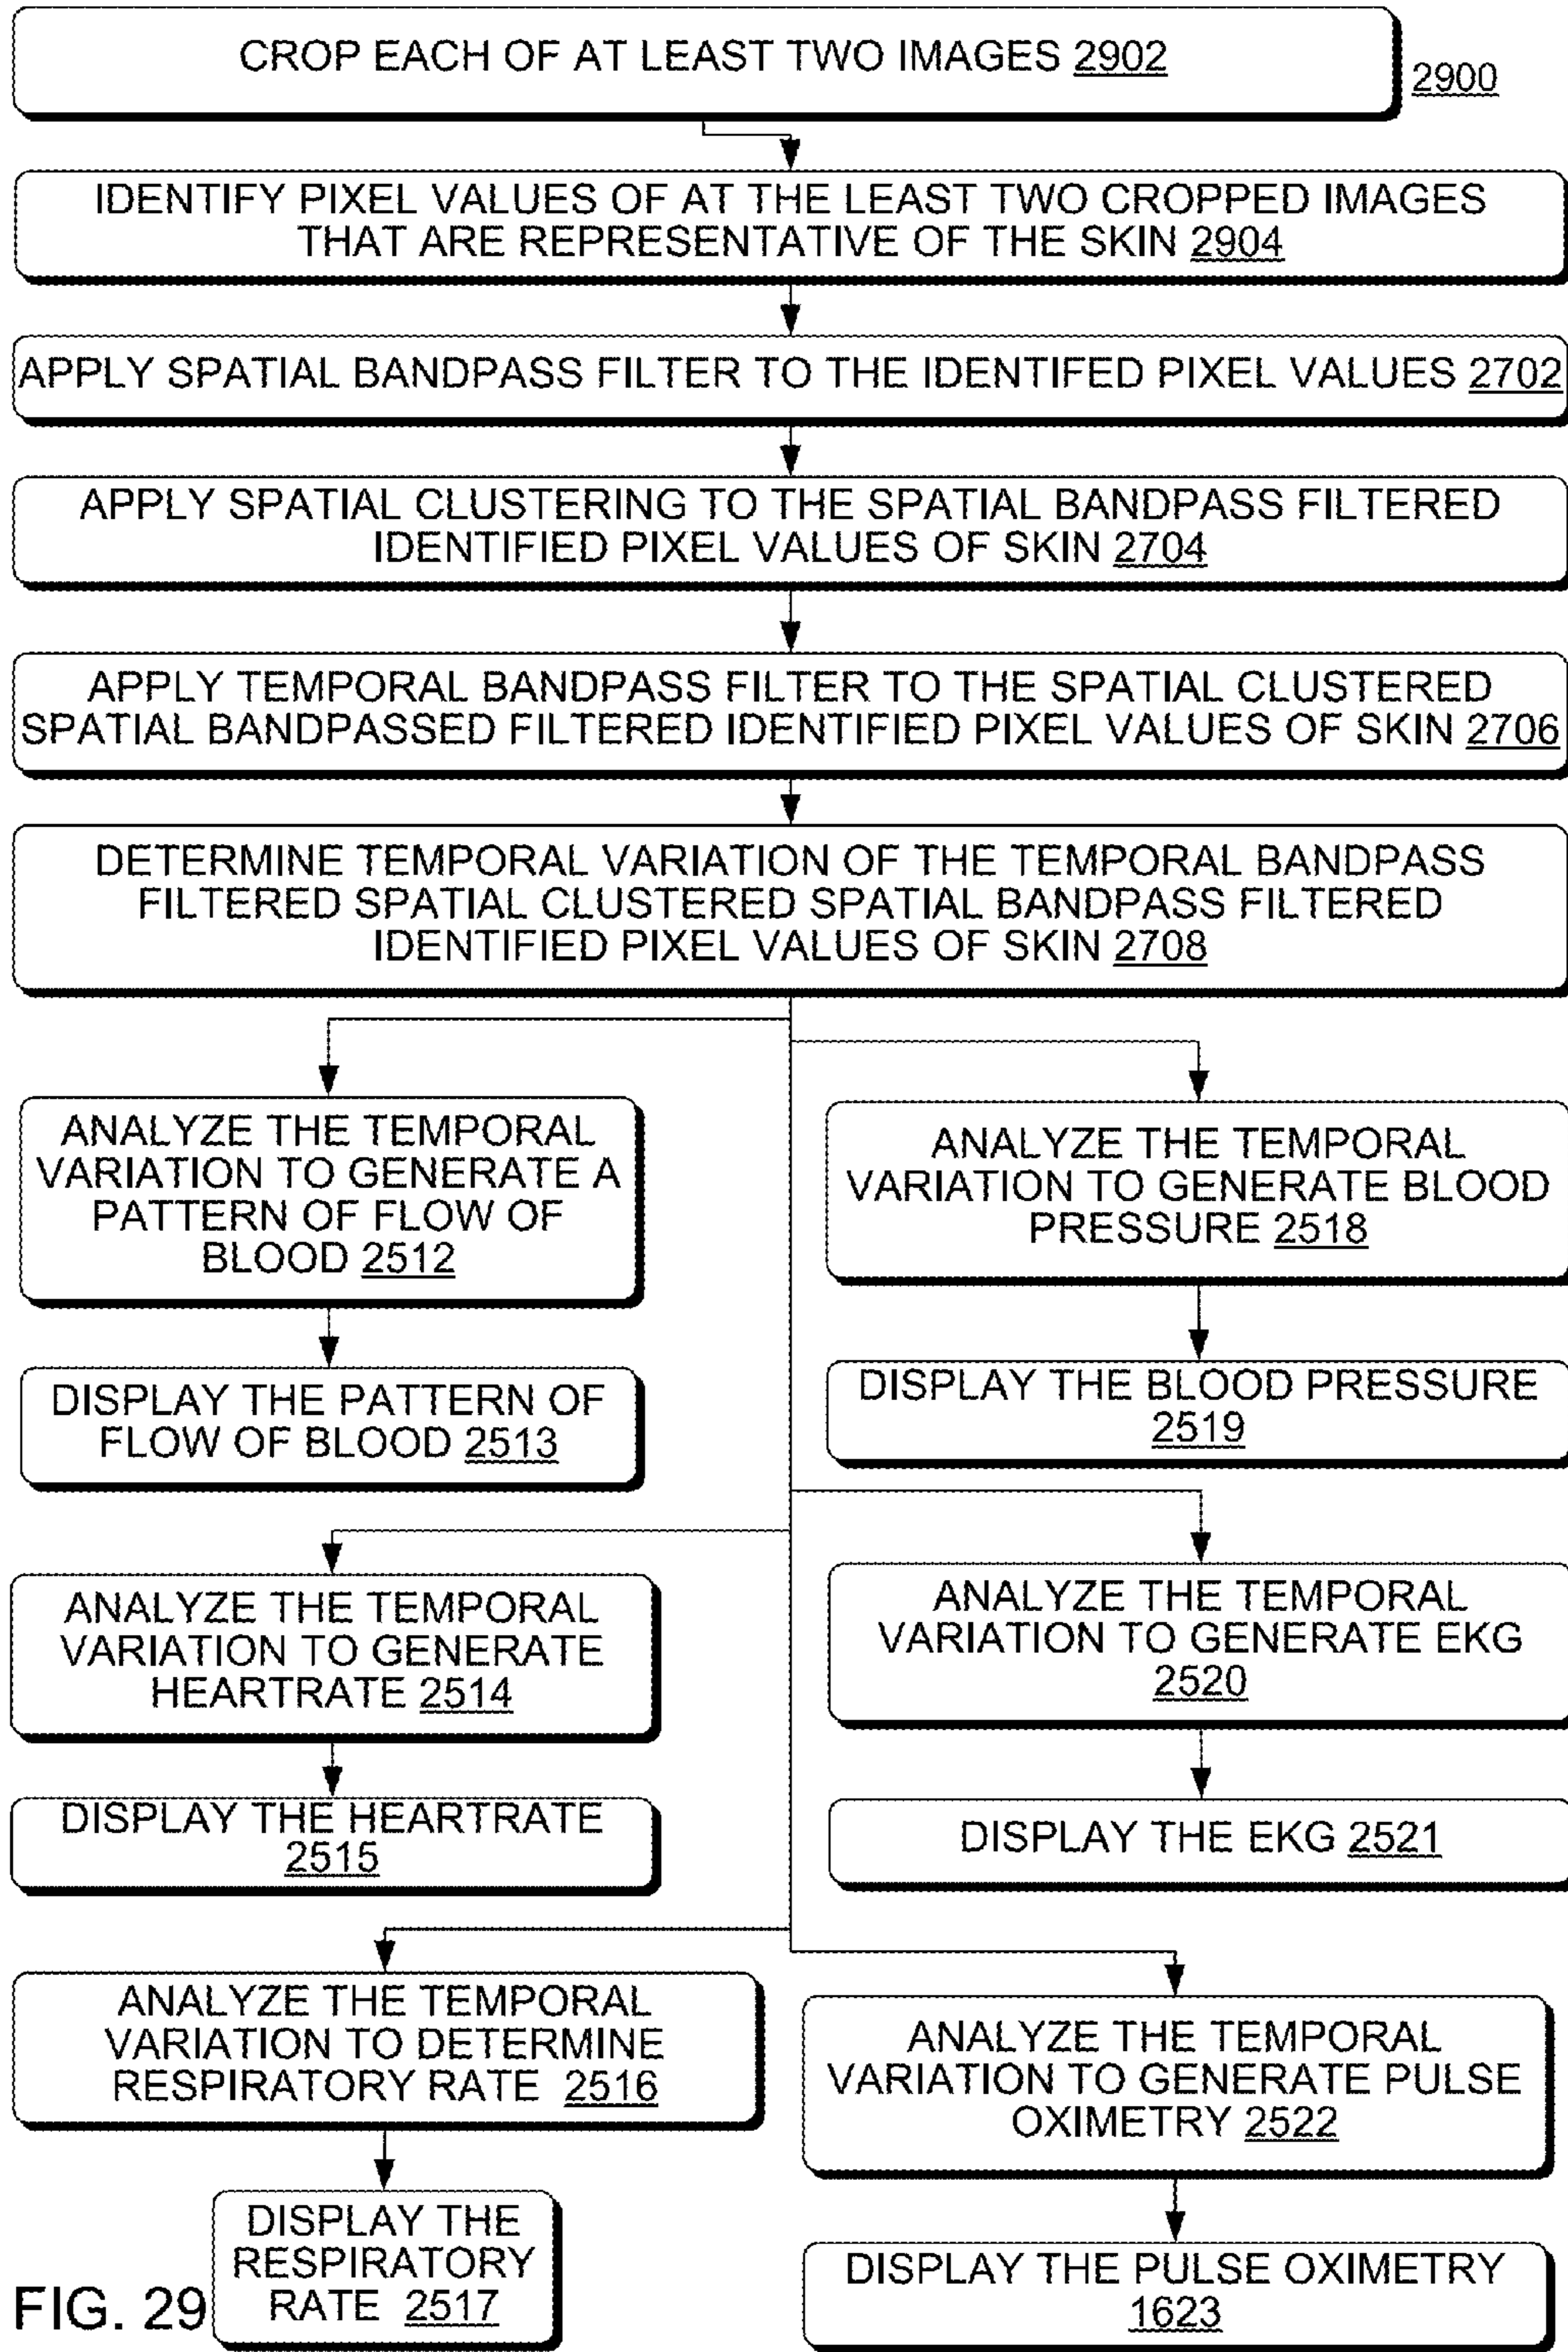 CROP EACH OF AT LEAST TWO IMAGES 2902
2900
IDENTIFY PIXEL VALUES OF AT THE LEAST TWO CROPPED IMAGES
THAT ARE REPRESENTATIVE OF THE SKIN 2904
APPLY SPATIAL BANDPASS FILTER TO THE IDENTIFED PIXEL VALUES 2702
APPLY SPATIAL CLUSTERING TO THE SPATIAL BANDPASS FILTERED
IDENTIFIED PIXEL VALUES OF SKIN 2704
APPLY TEMPORAL BANDPASS FILTER TO THE SPATIAL CLUSTERED
SPATIAL BANDPASSED FILTERED IDENTIFIED PIXEL VALUES OF SKIN 2706
DETERMINE TEMPORAL VARIATION OF THE TEMPORAL BANDPASS
FILTERED SPATIAL CLUSTERED SPATIAL BANDPASS FILTERED
IDENTIFIED PIXEL VALUES OF SKIN 2708
ANALYZE THE TEMPORAL
VARIATION TO GENERATE A
PATTERN OF FLOW OF
BLOOD 2512
ANALYZE THE TEMPORAL
VARIATION TO GENERATE BLOOD
PRESSURE 2518
DISPLAY THE PATTERN OF
FLOW OF BLOOD 2513
DISPLAY THE BLOOD PRESSURE
2519
ANALYZE THE TEMPORAL
VARIATION TO GENERATE
HEARTRATE 2514
ANALYZE THE TEMPORAL
VARIATION TO GENERATE EKG
2520
DISPLAY THE HEARTRATE
2515
DISPLAY THE EKG 2521
ANALYZE THE TEMPORAL
VARIATION TO DETERMINE
RESPIRATORY RATE 2516
ANALYZE THE TEMPORAL
VARIATION TO GENERATE PULSE
OXIMETRY 2522
DISPLAY THE
RESPIRATORY
RATE 2517
DISPLAY THE PULSE OXIMETRY
1623
FIG. 29